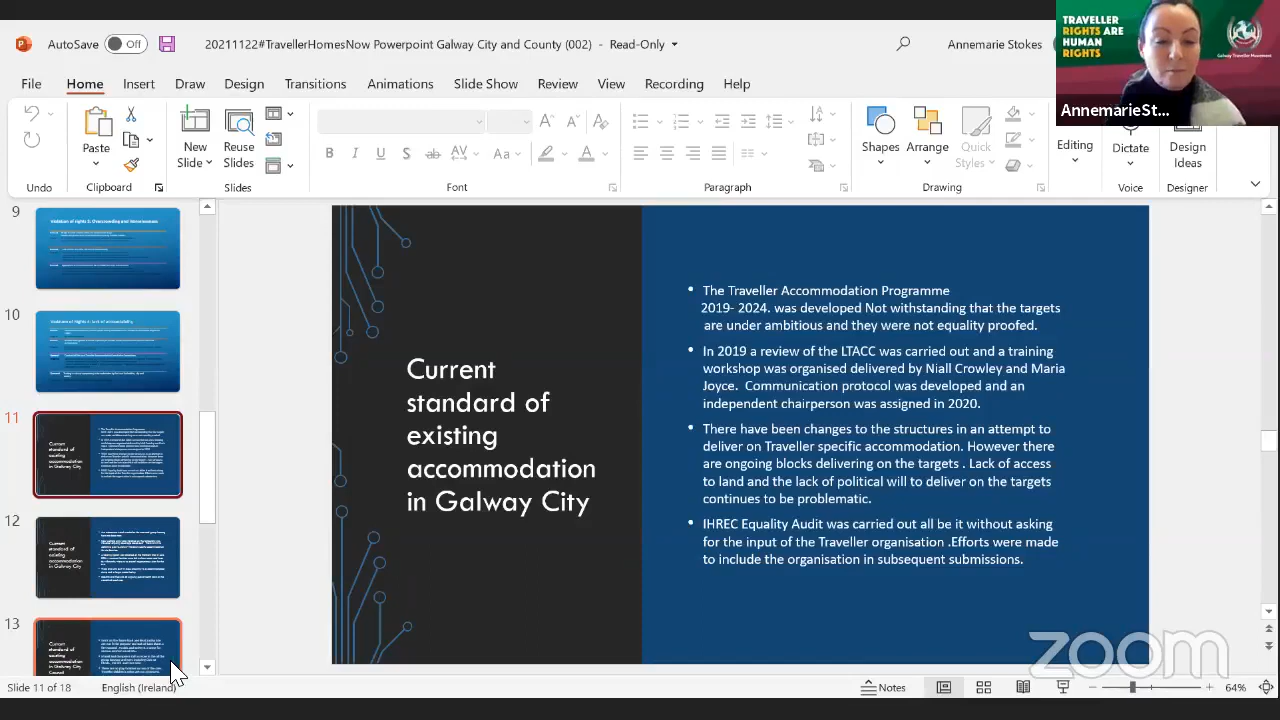 AutoSave
Off
20211122#TravellerHomesNow Powerpoint Galway City and County (002) - Read-Only
Annemarie Stokes
TRAVELLER
RIGHTS ARE
HUMAN
RIGHTS
Galway Traveller Movement
AnnemarieSt...
File Home Insert Draw Design Transitions Animations Slide Show Review View Recording Help
Paste
New
Slide
Reuse
Slides
Shapes
Arrange
Quick
Styles
Editing
Dictate
Design
Ideas
Undo
Clipboard
Slides
Font
Paragraph
Drawing
Voice
Designer
9
10
11
12
13
Current
standard of
existing
accommodation
in Galway City
• The Traveller Accommodation Programme
2019- 2024. was developed Not withstanding that the targets
are under ambitious and they were not equality proofed.
• In 2019 a review of the LTACC was carried out and a training
workshop was organised delivered by Niall Crowley and Maria
Joyce. Communication protocol was developed and an
independent chairperson was assigned in 2020.
• There have been changes to the structures in an attempt to
deliver on Traveller specific accommodation. However there
are ongoing blocks delivering on the targets . Lack of access
to land and the lack of political will to deliver on the targets
continues to be problematic.
• IHREC Equality Audit was carried out all be it without asking
for the input of the Traveller organisation .Efforts were made
to include the organisation in subsequent submissions.
zoom
Slide 11 of 18
English (Ireland)
Notes
64%